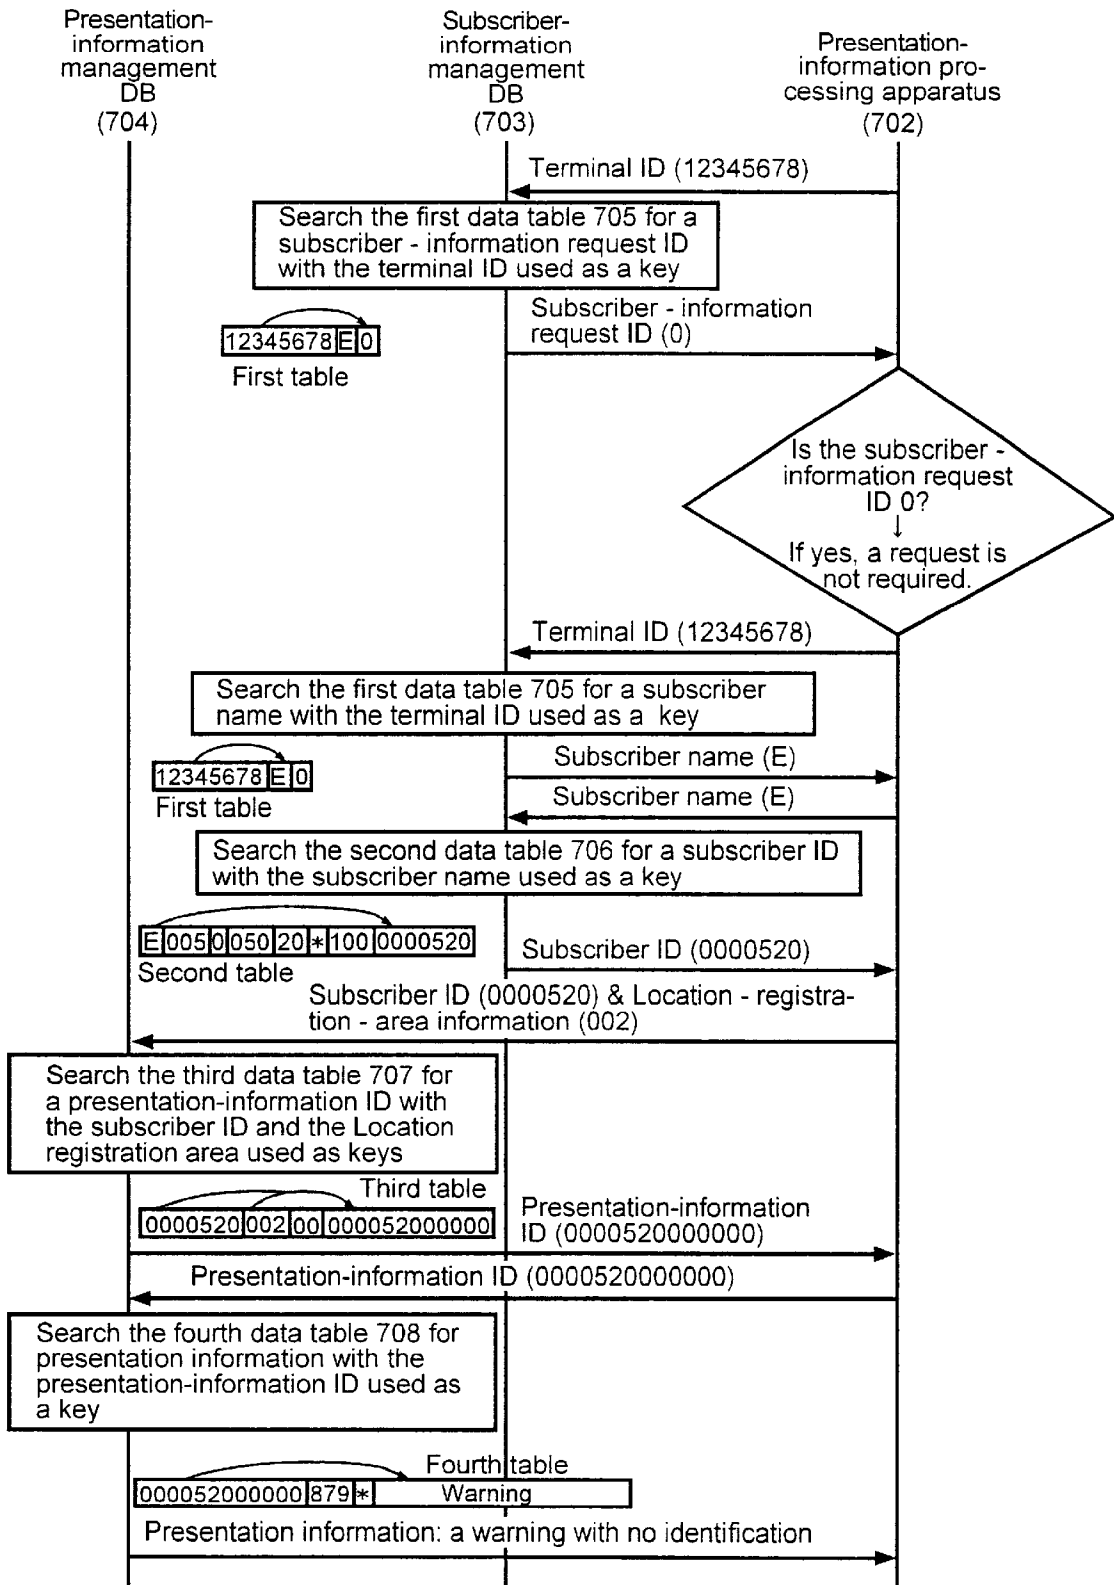 Presentation-
information
management
DB
(704)
Subscriber-
information
management
DB
(703)
Presentation-
information pro-
cessing apparatus
(702)
Terminal ID (12345678)
Search the first data table 705 for a
subscriber - information request ID
with the terminal ID used as a key
Subscriber - information
request ID (0)
12345678 E 0
First table
Is the subscriber -
information request
ID 0?
↓
If yes, a request is
not required.
Terminal ID (12345678)
Search the first data table 705 for a subscriber
name with the terminal ID used as a key
Subscriber name (E)
12345678 E 0
First table
Subscriber name (E)
Search the second data table 706 for a subscriber ID
with the subscriber name used as a key
E 005 0 050 20 * 100 0000520
Second table
Subscriber ID (0000520)
Subscriber ID (0000520) & Location - registra-
tion - area information (002)
Search the third data table 707 for
a presentation-information ID with
the subscriber ID and the Location
registration area used as keys
Third table
0000520 002 00 000052000000
Presentation-information
ID (0000520000000)
Presentation-information ID (0000520000000)
Search the fourth data table 708 for
presentation information with the
presentation-information ID used as
a key
Fourth table
000052000000 879 * Warning
Presentation information: a warning with no identification